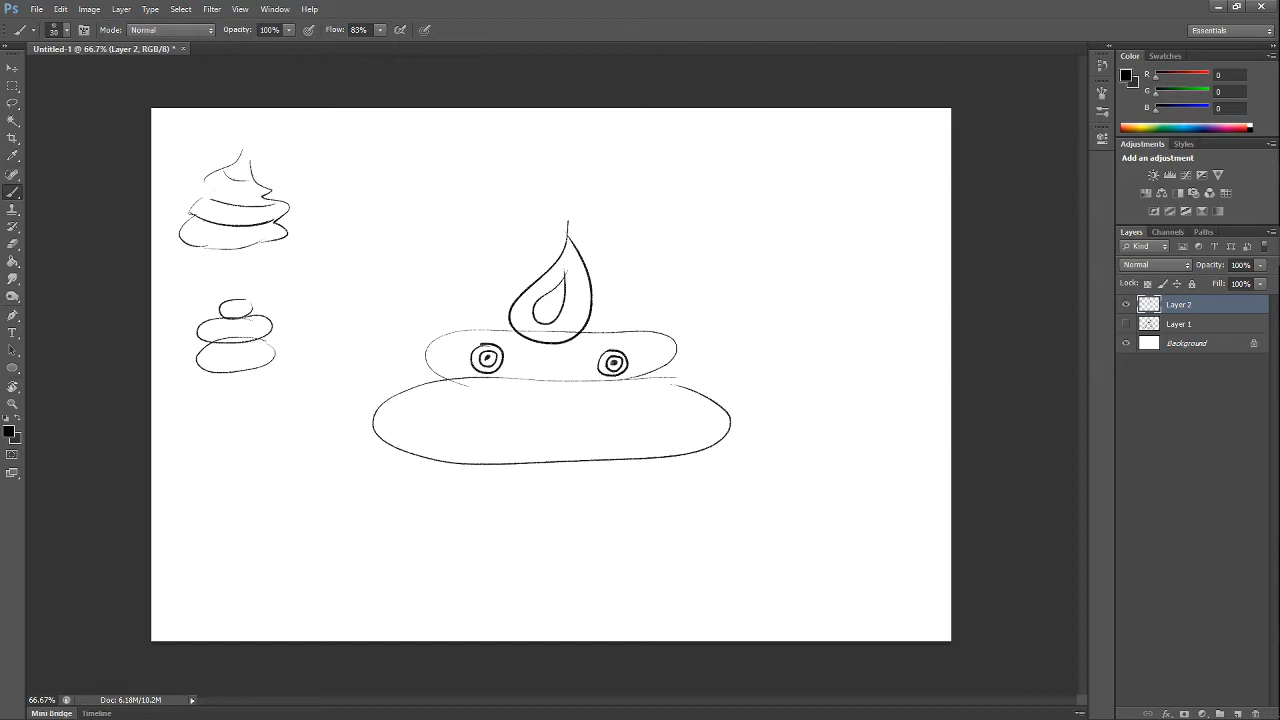 Ps File Edit Image Layer Type Select Filter View Window Help
30 Mode: Normal Opacity: 100% Flow: 83% Essentials
Untitled-1 @ 66.7% (Layer 2, RGB/8) * ×
Color Swatches
R 0
G 0
B 0
Adjustments Styles
Add an adjustment
Layers Channels Paths
Kind
Normal Opacity: 100%
Lock: Fill: 100%
Layer 2
Layer 1
Background
66.67% Doc: 6.18M/10.2M
Mini Bridge Timeline